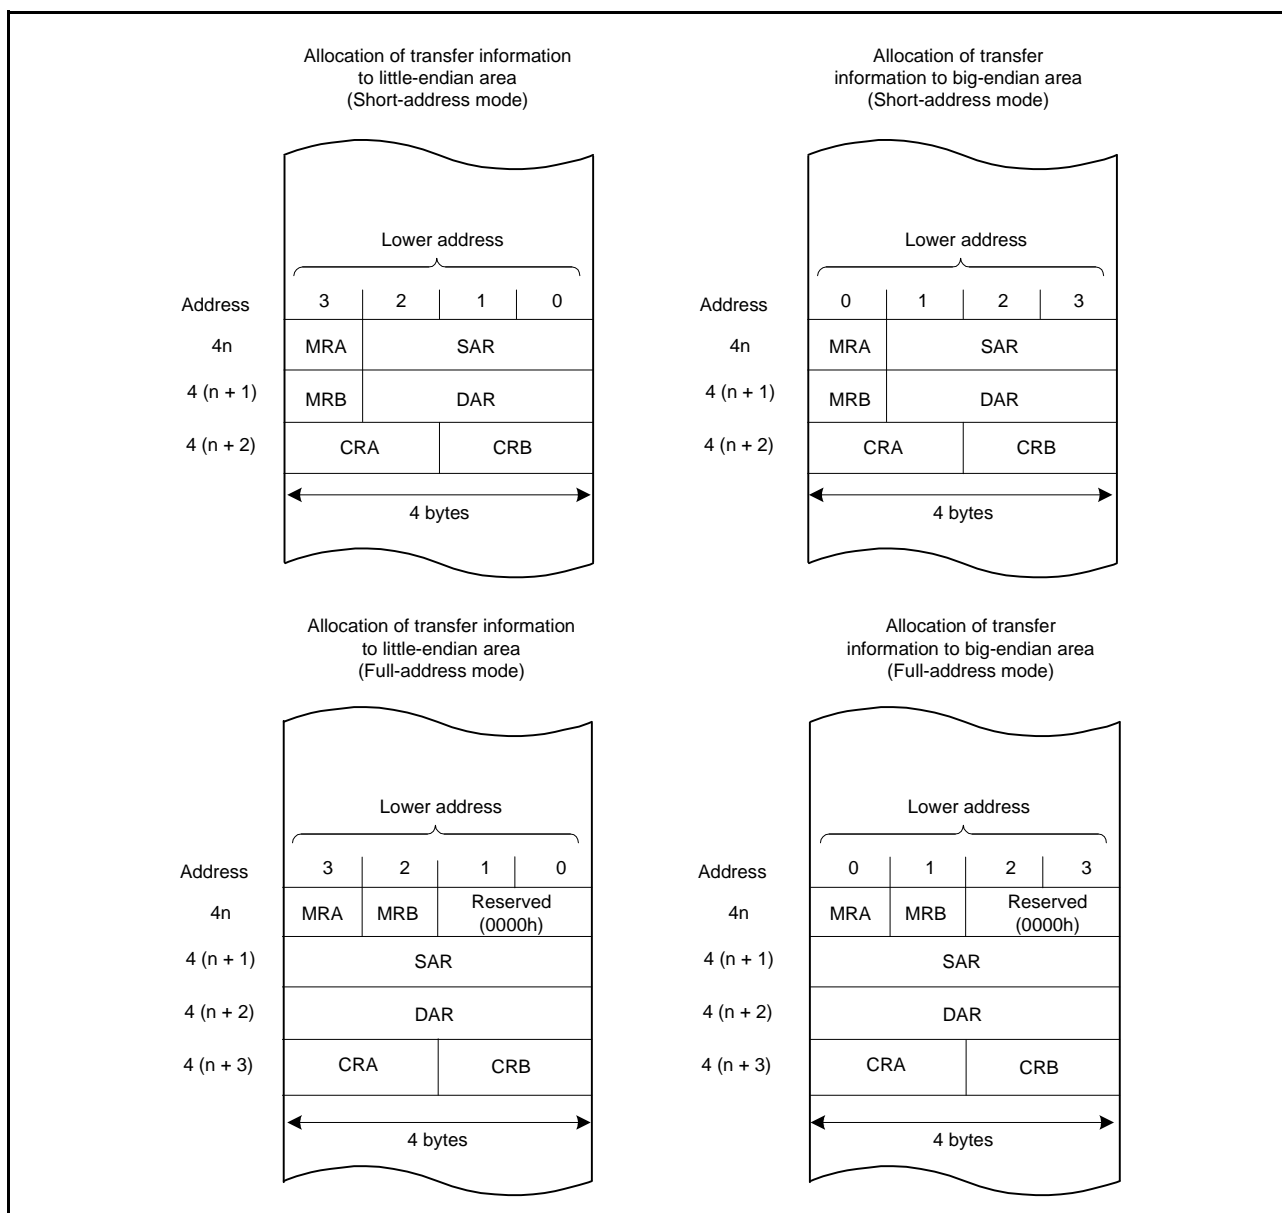 Allocation of transfer information
to little-endian area
(Short-address mode)
Lower address
Address
3 2 1 0
4n
MRA SAR
4 (n + 1)
MRB DAR
4 (n + 2)
CRA CRB
4 bytes
Allocation of transfer
information to big-endian area
(Short-address mode)
Lower address
Address
0 1 2 3
4n
MRA SAR
4 (n + 1)
MRB DAR
4 (n + 2)
CRA CRB
4 bytes
Allocation of transfer information
to little-endian area
(Full-address mode)
Lower address
Address
3 2 1 0
4n
MRA MRB Reserved
(0000h)
4 (n + 1)
SAR
4 (n + 2)
DAR
4 (n + 3)
CRA CRB
4 bytes
Allocation of transfer
information to big-endian area
(Full-address mode)
Lower address
Address
0 1 2 3
4n
MRA MRB Reserved
(0000h)
4 (n + 1)
SAR
4 (n + 2)
DAR
4 (n + 3)
CRA CRB
4 bytes